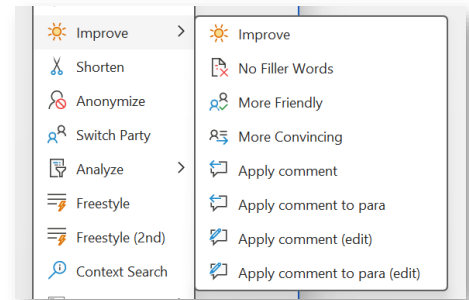 Improve
Shorten
Anonymize
Switch Party
Analyze
Freestyle
Freestyle (2nd)
Context Search
Improve
No Filler Words
More Friendly
More Convincing
Apply comment
Apply comment to para
Apply comment (edit)
Apply comment to para (edit)